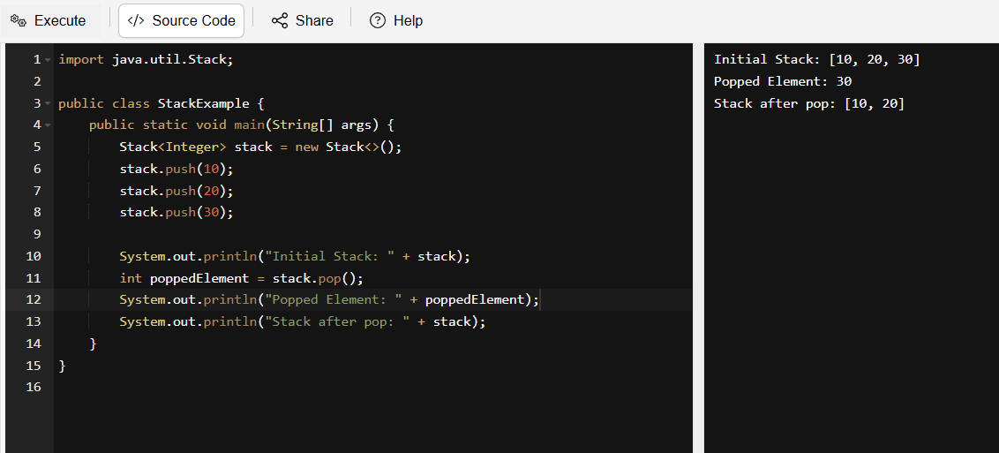 Execute
</> Source Code
Share
? Help
1 import java.util.Stack;
2
3 public class StackExample {
4     public static void main(String[] args) {
5         Stack<Integer> stack = new Stack<>();
6         stack.push(10);
7         stack.push(20);
8         stack.push(30);
9
10         System.out.println("Initial Stack: " + stack);
11         int poppedElement = stack.pop();
12         System.out.println("Popped Element: " + poppedElement);
13         System.out.println("Stack after pop: " + stack);
14     }
15 }
16
Initial Stack: [10, 20, 30]
Popped Element: 30
Stack after pop: [10, 20]